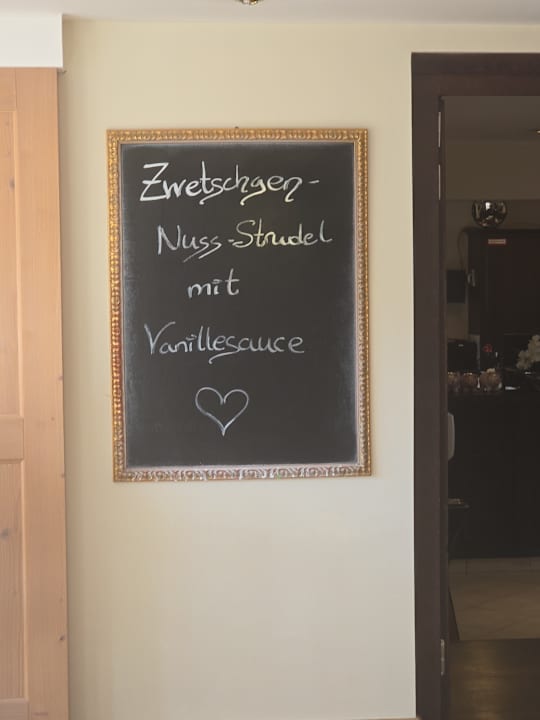 Zwetschgen-
Nuss-Strudel
mit
Vanillesauce